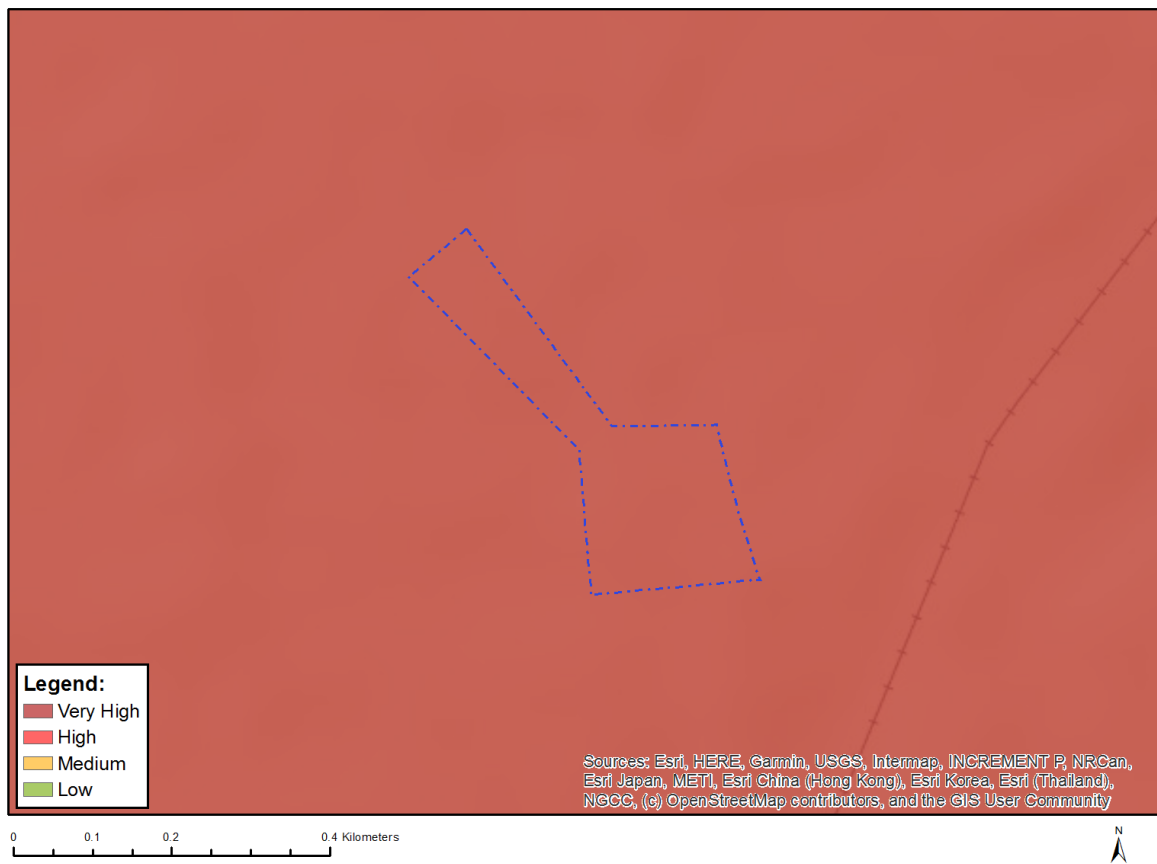 Legend:
Very High
High
Medium
Low
Sources: Esri, HERE, Garmin, USGS, Intermap, INCREMENT P, NRCan,
Esri Japan, METI, Esri China (Hong Kong), Esri Korea, Esri (Thailand),
NGCC, (c) OpenStreetMap contributors, and the GIS User Community
0 0.1 0.2 0.4 Kilometers
N